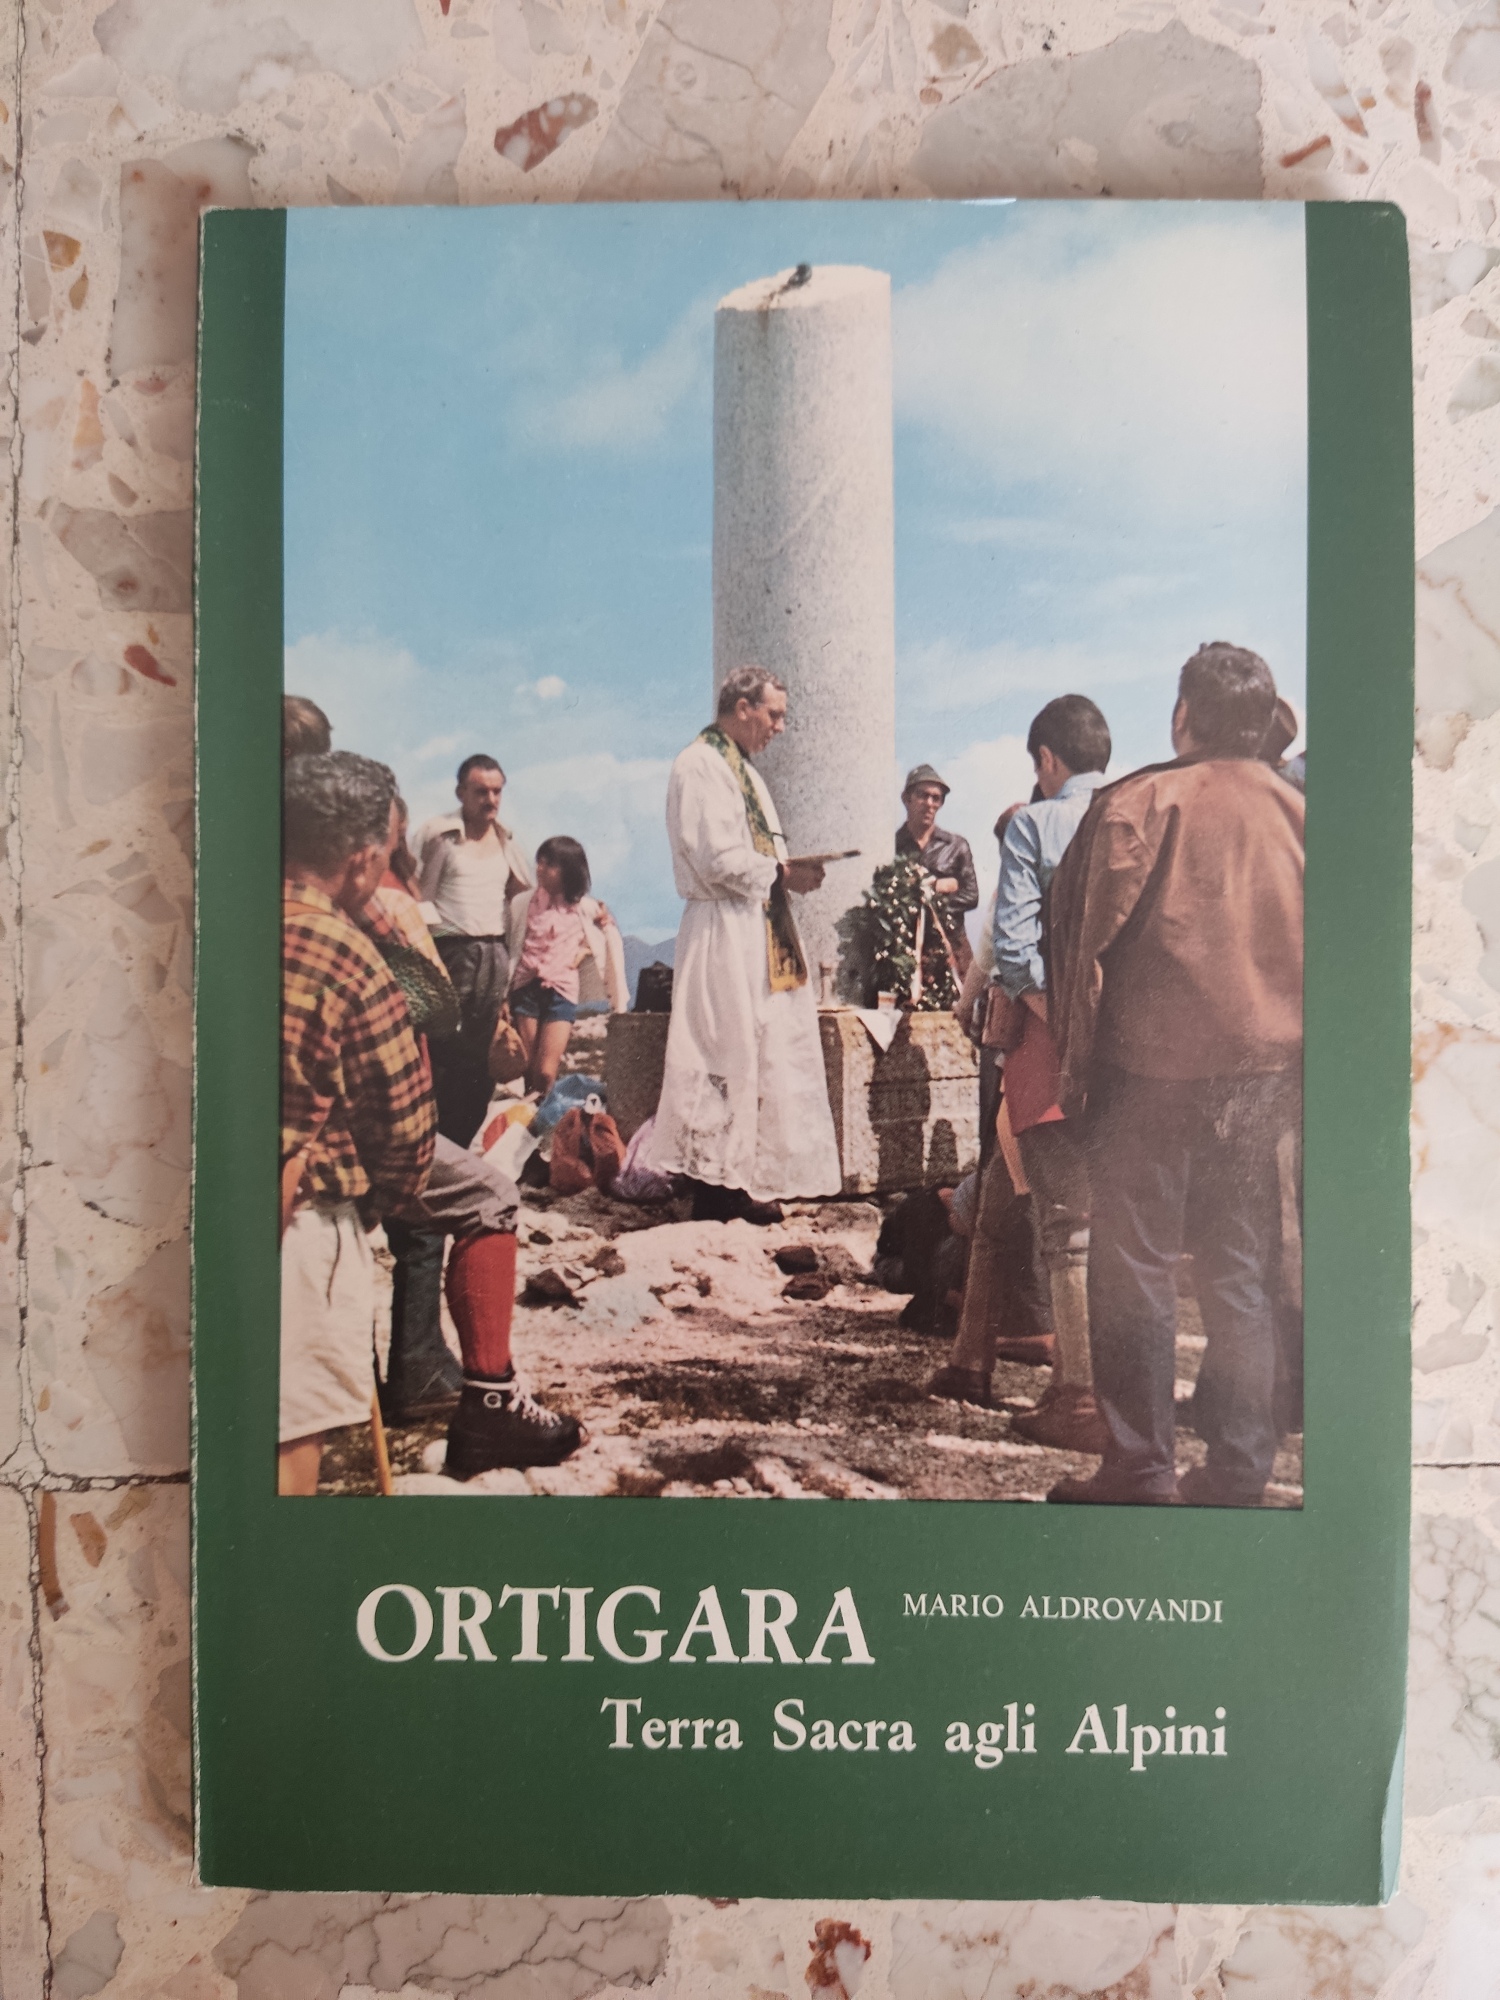 ORTIGARA MARIO ALDROVANDI
Terra Sacra agli Alpini